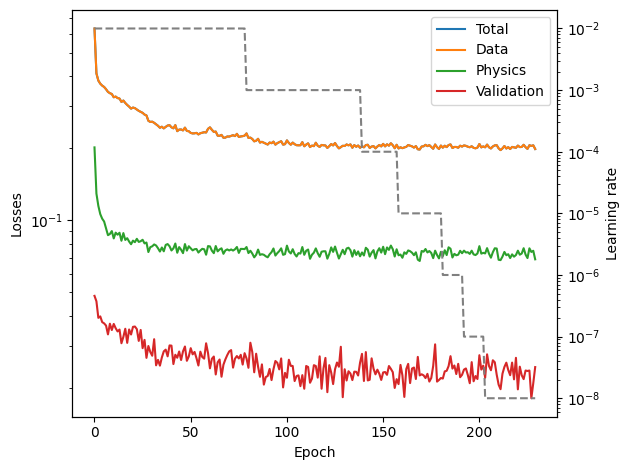 Total
Data
Physics
Validation
Losses
10⁻¹
0
50
100
150
200
Epoch
10⁻²
10⁻³
10⁻⁴
10⁻⁵
10⁻⁶
10⁻⁷
10⁻⁸
Learning rate